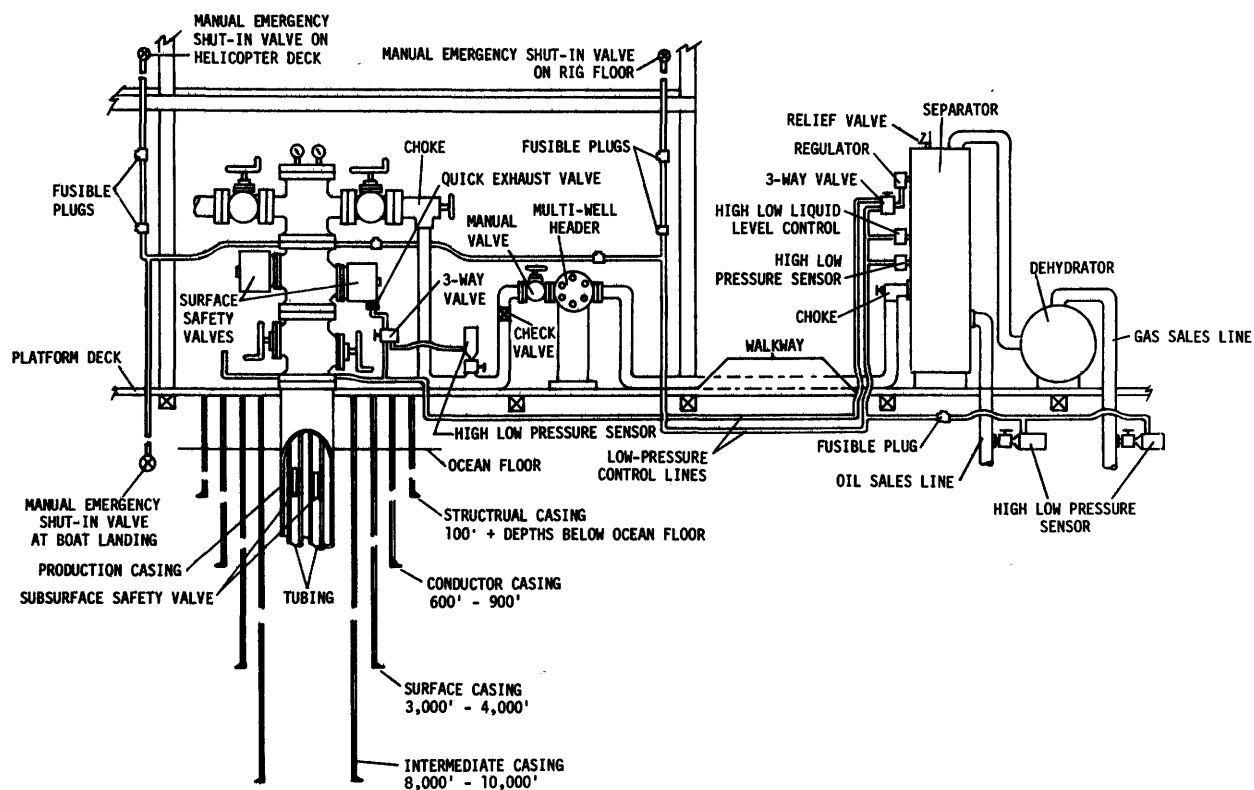 MANUAL EMERGENCY
SHUT-IN VALVE ON
HELICOPTER DECK
MANUAL EMERGENCY SHUT-IN VALVE
ON RIG FLOOR
RELIEF VALVE
SEPARATOR
REGULATOR
3-WAY VALVE
HIGH LOW LIQUID
LEVEL CONTROL
HIGH LOW
PRESSURE SENSOR
CHOKE
DEHYDRATOR
GAS SALES LINE
FUSIBLE
PLUGS
CHOKE
QUICK EXHAUST VALVE
FUSIBLE PLUGS
MANUAL
VALVE
MULTI-WELL
HEADER
3-WAY
VALVE
SURFACE
SAFETY
VALVES
CHECK
VALVE
WALKWAY
PLATFORM DECK
HIGH LOW PRESSURE SENSOR
OCEAN FLOOR
LOW-PRESSURE
CONTROL LINES
FUSIBLE PLUG
OIL SALES LINE
HIGH LOW PRESSURE
SENSOR
MANUAL EMERGENCY
SHUT-IN VALVE
AT BOAT LANDING
PRODUCTION CASING
SUBSURFACE SAFETY VALVE
TUBING
STRUCTRUAL CASING
100' + DEPTHS BELOW OCEAN FLOOR
CONDUCTOR CASING
600' - 900'
SURFACE CASING
3,000' - 4,000'
INTERMEDIATE CASING
8,000' - 10,000'